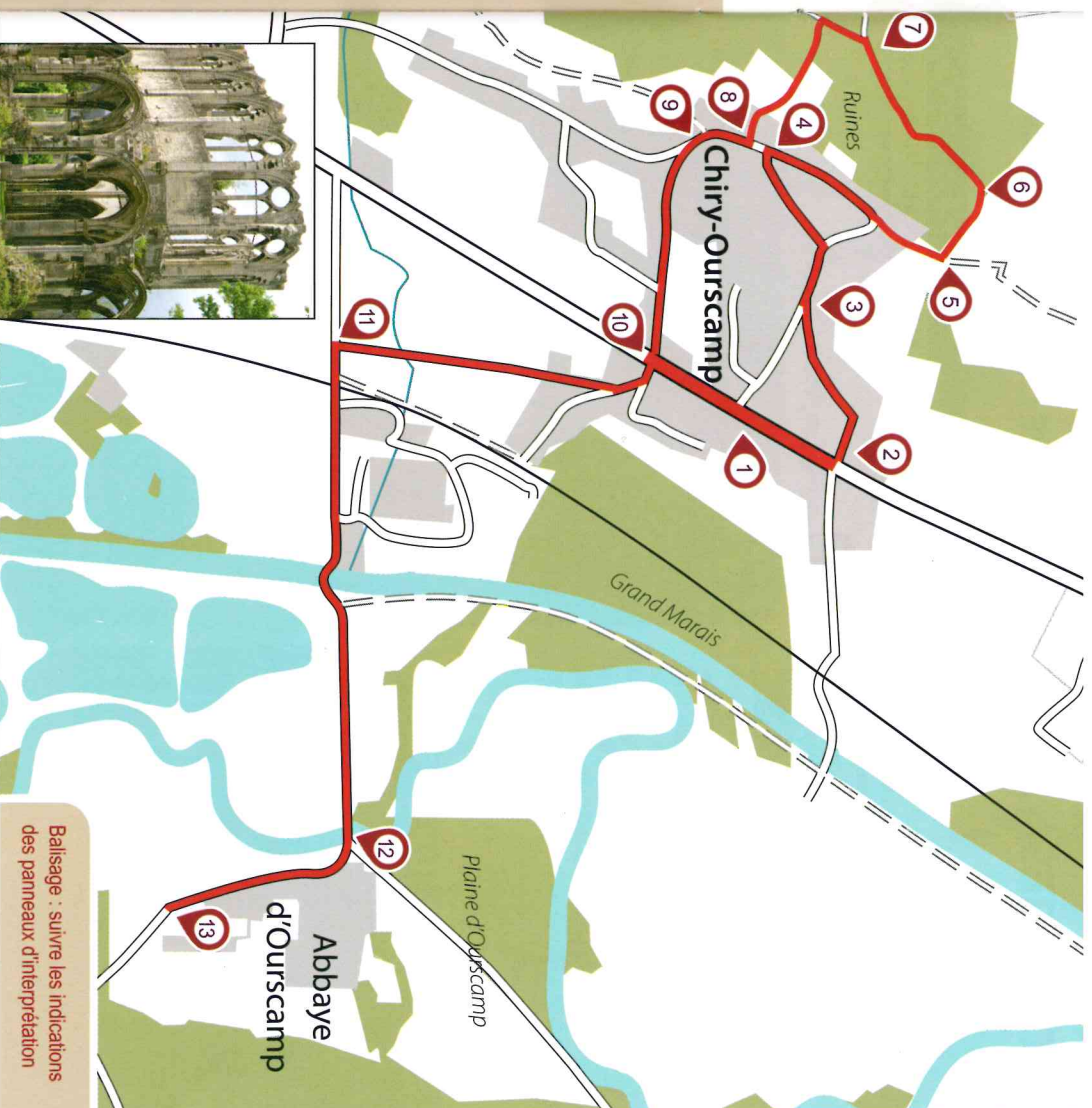 7
Ruines
6
5
4
8
9
Chiry-Ourscamp
3
2
1
10
11
Grand Marais
12
Plaine d'Ourscamp
Abbaye
d'Ourscamp
13
Balisage : suivre les indications
des panneaux d'interprétation